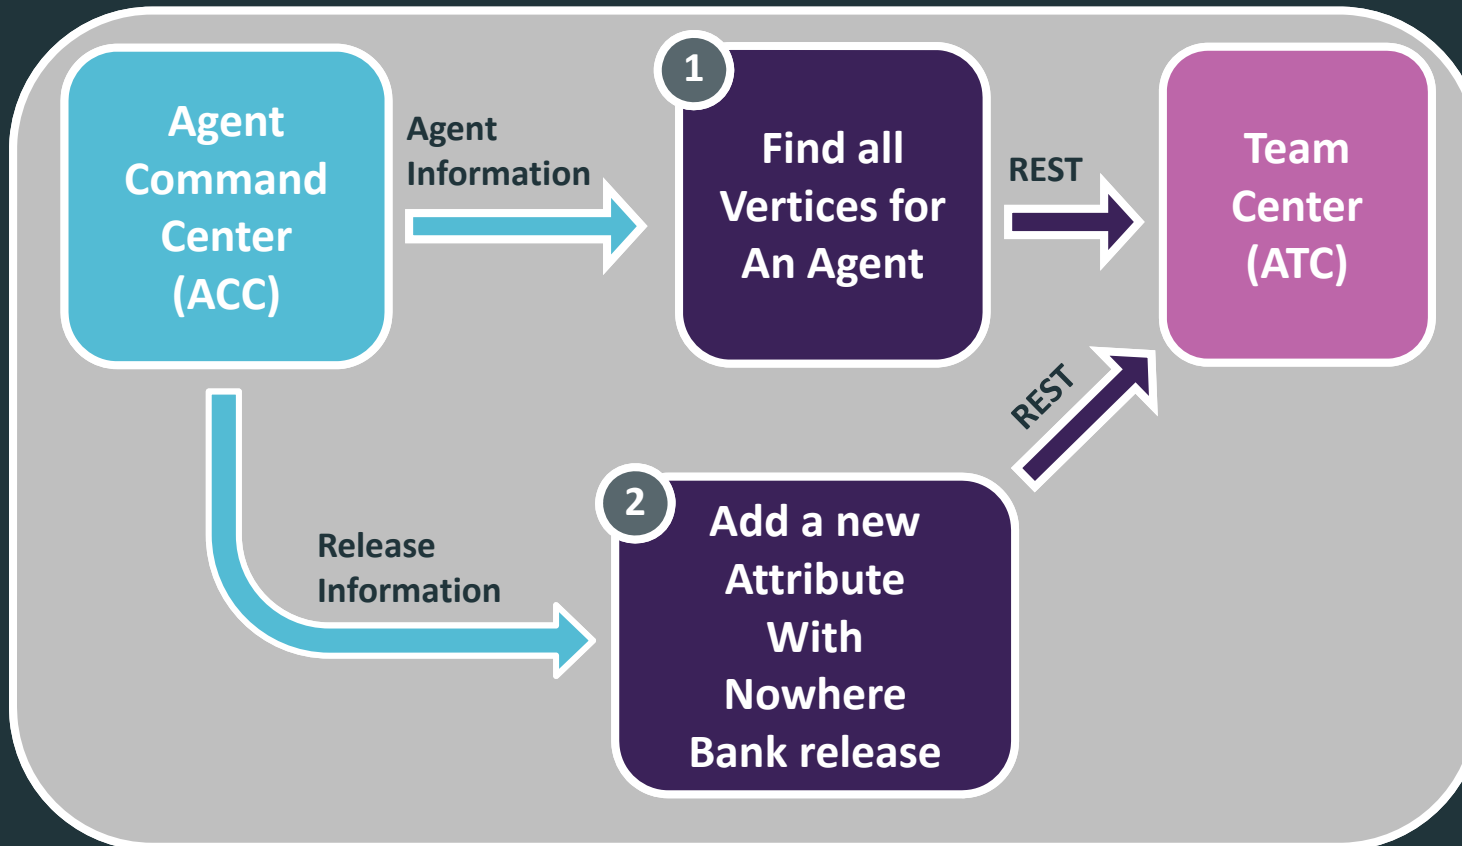 Agent
Command
Center
(ACC)
Agent
Information
1
Find all
Vertices for
An Agent
REST
Team
Center
(ATC)
REST
2
Add a new
Attribute
With
Nowhere
Bank release
Release
Information